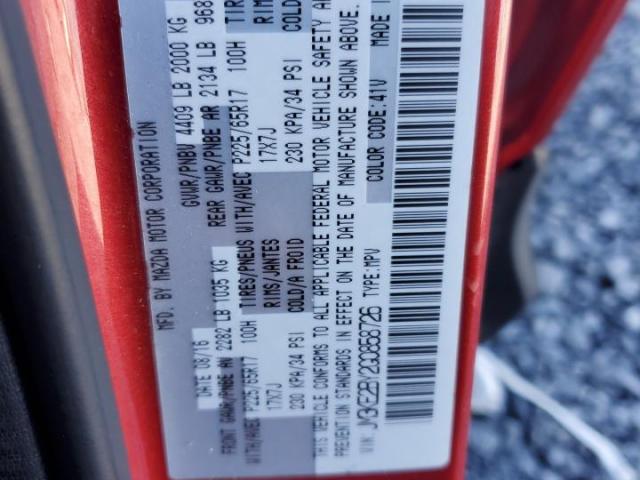 MFD. BY MAZDA MOTOR CORPORATION
DATE 08/16 GVWR/PNBV 4409 LB 2000 KG
FRONT GAWR/PNBE AV 2282 LB 1035 KG REAR GAWR/PNBE AR 2134 LB 968
TIRES/PNEUS WITH/AVEC P225/65R17 100H
WITH/AVEC P225/65R17 100H
RIMS/JANTES 17X7J
17X7J
COLD/A FROID 230 KPA/34 PSI
230 KPA/34 PSI
THIS VEHICLE CONFORMS TO ALL APPLICABLE FEDERAL MOTOR VEHICLE SAFETY
PREVENTION STANDARDS IN EFFECT ON THE DATE OF MANUFACTURE SHOWN ABOVE.
VIN: TYPE: MPV COLOR CODE: 41V MADE